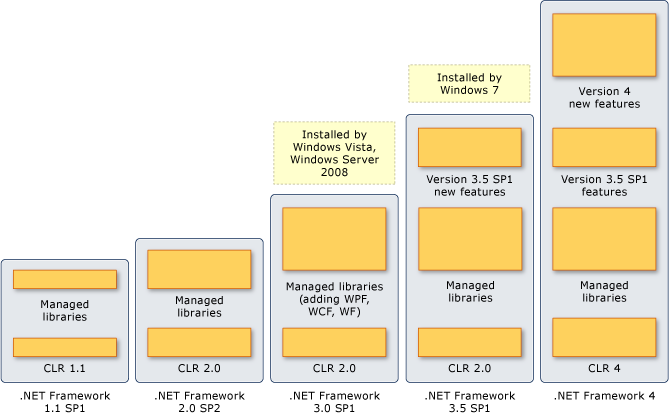 Managed
libraries
CLR 1.1
.NET Framework
1.1 SP1
Managed
libraries
CLR 2.0
.NET Framework
2.0 SP2
Installed by
Windows Vista,
Windows Server
2008
Managed libraries
(adding WPF,
WCF, WF)
CLR 2.0
.NET Framework
3.0 SP1
Installed by
Windows 7
Version 3.5 SP1
new features
Managed
libraries
CLR 2.0
.NET Framework
3.5 SP1
Version 4
new features
Version 3.5 SP1
features
Managed
libraries
CLR 4
.NET Framework 4